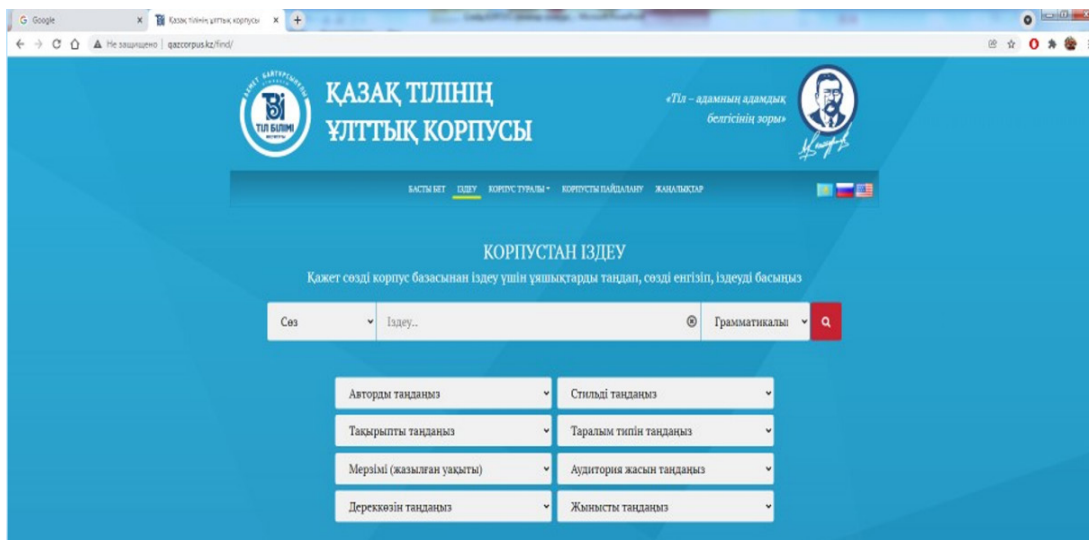 Google
Қазақ тілінің ұлттық корпусы
Не защищено | qazcorpus.kz/find/
ТІЛ БІЛІМІ
ҚАЗАҚ ТІЛІНІҢ
ҰЛТТЫҚ КОРПУСЫ
«Тіл – адамның адамдық
белгісінің зоры»
БАСТЫ БЕТ ІЗДЕУ КОРПУС ТУРАЛЫ КОРПУСТЫ ПАЙДАЛАНУ ЖАҢАЛЫҚТАР
КОРПУСТАН ІЗДЕУ
Қажет сөзді корпус базасынан іздеу үшін ұяшықтарды таңдап, сөзді енгізіп, іздеуді басыңыз
Сөз Іздеу.. Грамматикалы
Авторды таңдаңыз Стильді таңдаңыз
Тақырыпты таңдаңыз Таралым типін таңдаңыз
Мерзімі (жазылған уақыты) Аудитория жасын таңдаңыз
Дереккөзін таңдаңыз Жынысты таңдаңыз